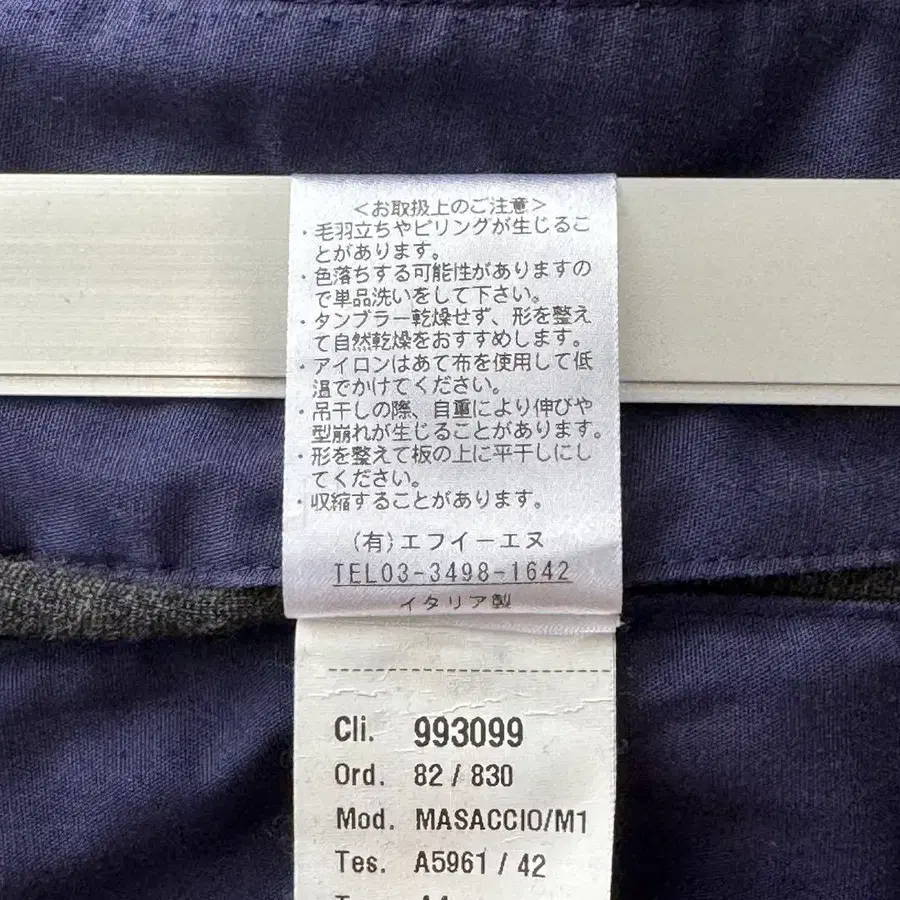 ＜お取扱上のご注意＞
・毛羽立ちやピリングが生じるこ
とがあります。
・色落ちする可能性がありますの
で単品洗いをして下さい。
・タンブラー乾燥せず、形を整え
て自然乾燥をおすすめします。
・アイロンはあて布を使用して低
温でかけてください。
・吊干しの際、自重により伸びや
型崩れが生じることがあります。
・形を整えて板の上に平干しにし
てください。
・収縮することがあります。
(有)エフイーエヌ
TEL03-3498-1642
イタリア製
Cli. 993099
Ord. 82 / 830
Mod. MASACCIO/M1
Tes. A5961 / 42